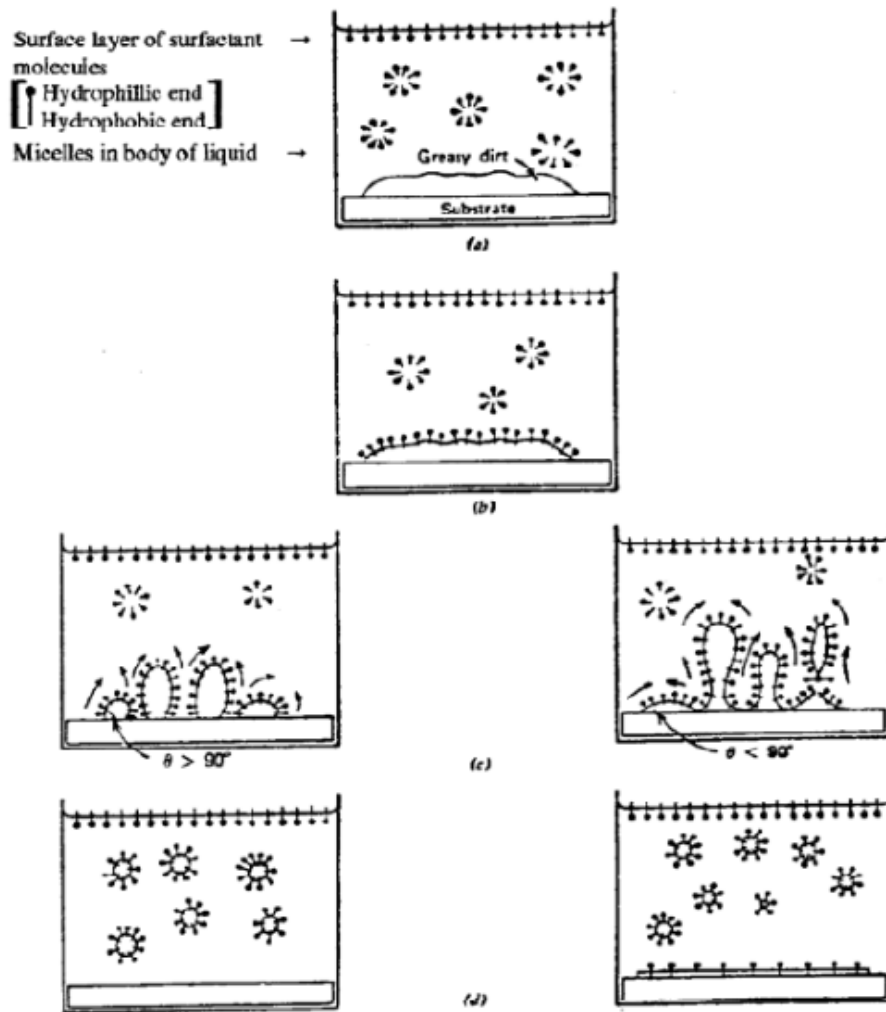 Surface layer of surfactant →
molecules
Hydrophillic end
Hydrophobic end
Micelles in body of liquid →
Greasy dirt
Substrate
(a)
(b)
θ > 90°
(c)
θ < 90°
(d)